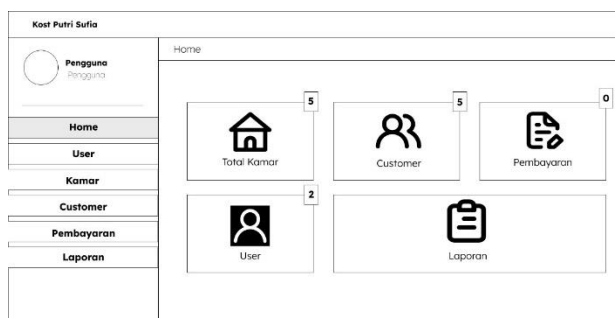 Kost Putri Sufia
Pengguna
Pengguna
Home
User
Kamar
Customer
Pembayaran
Laporan
Home
5
Total Kamar
5
Customer
0
Pembayaran
2
User
Laporan